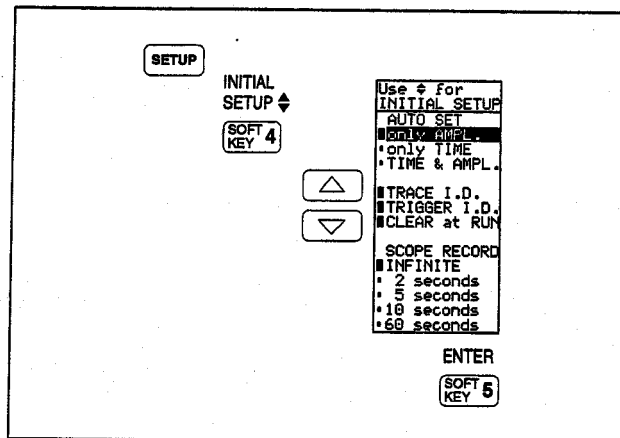 SETUP
INITIAL
SETUP
SOFT
KEY 4
Use ♦ for
INITIAL SETUP
AUTO SET
only AMPL.
only TIME
TIME & AMPL.
TRACE I.D.
TRIGGER I.D.
CLEAR at RUN
SCOPE RECORD
INFINITE
2 seconds
5 seconds
10 seconds
60 seconds
ENTER
SOFT
KEY 5